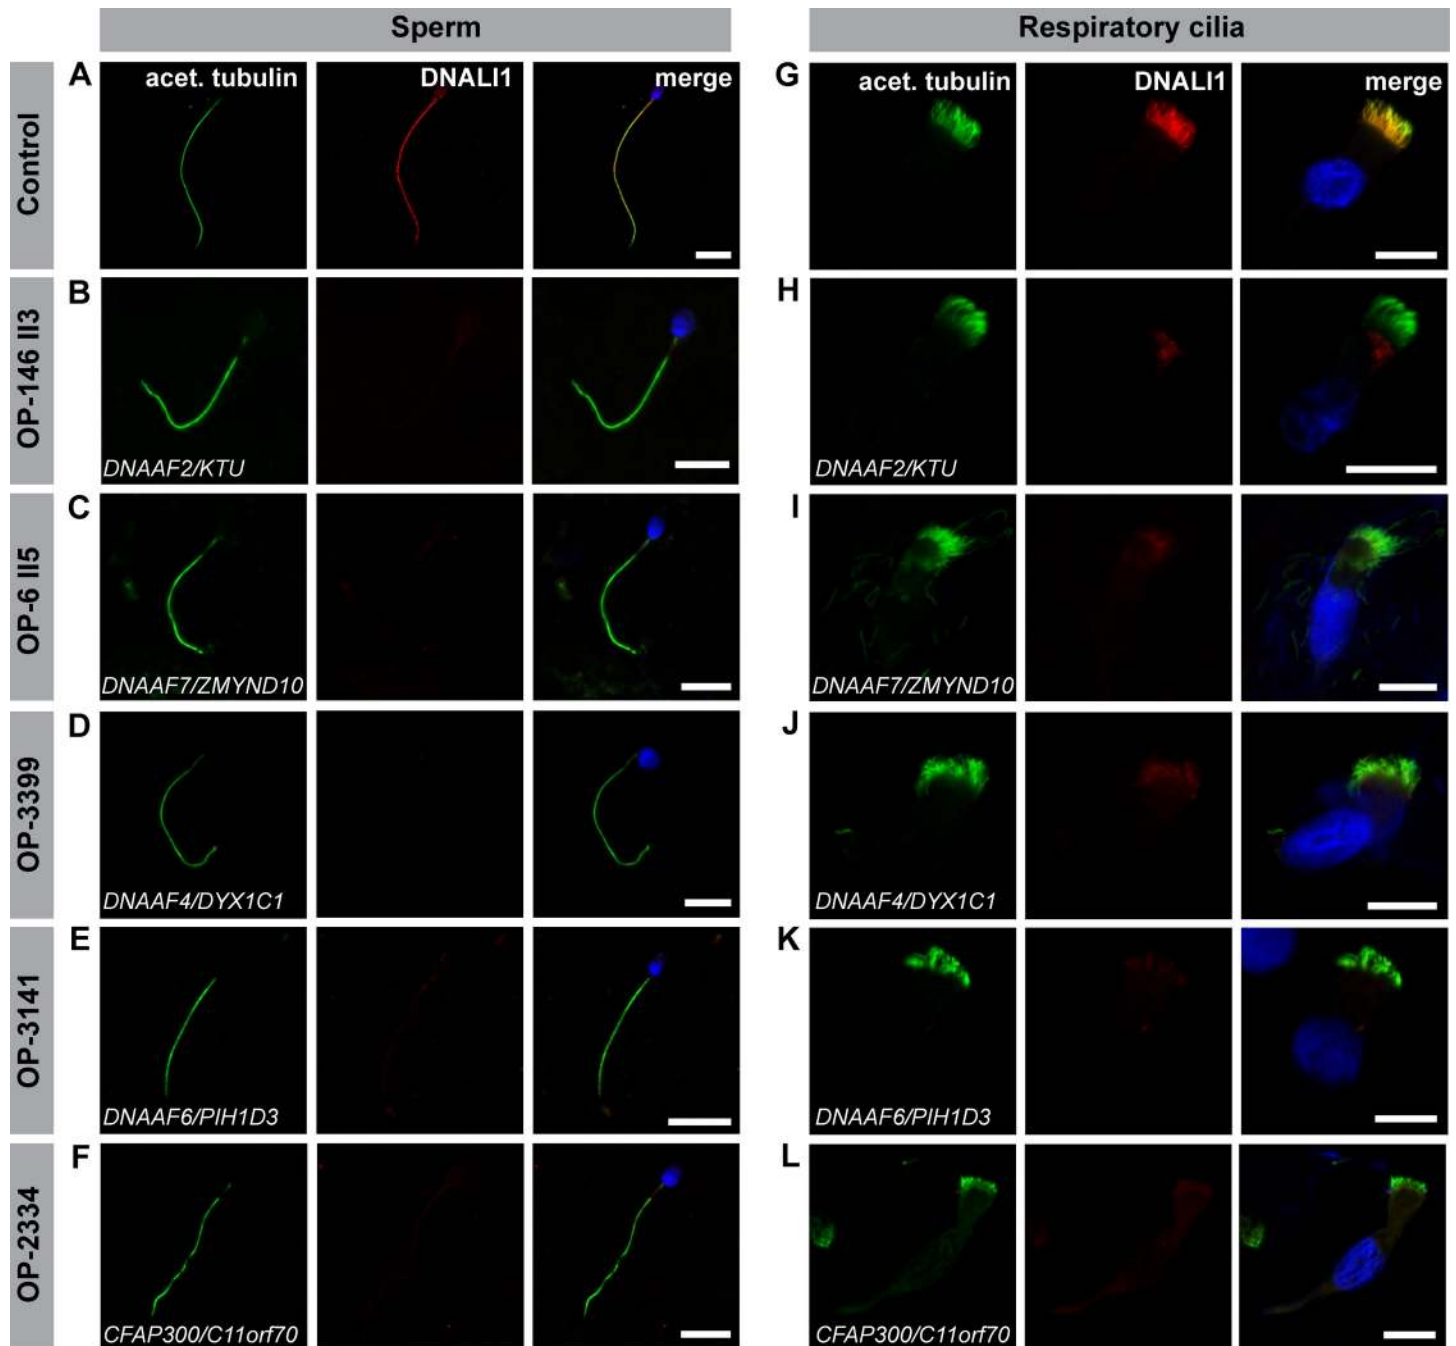 Sperm
Respiratory cilia
Control
A
acet. tubulin
DNALI1
merge
G
acet. tubulin
DNALI1
merge
OP-146 II3
B
DNAAF2/KTU
H
DNAAF2/KTU
OP-6 II5
C
DNAAF7/ZMYND10
I
DNAAF7/ZMYND10
OP-3399
D
DNAAF4/DYX1C1
J
DNAAF4/DYX1C1
OP-3141
E
DNAAF6/PIH1D3
K
DNAAF6/PIH1D3
OP-2334
F
CFAP300/C11orf70
L
CFAP300/C11orf70